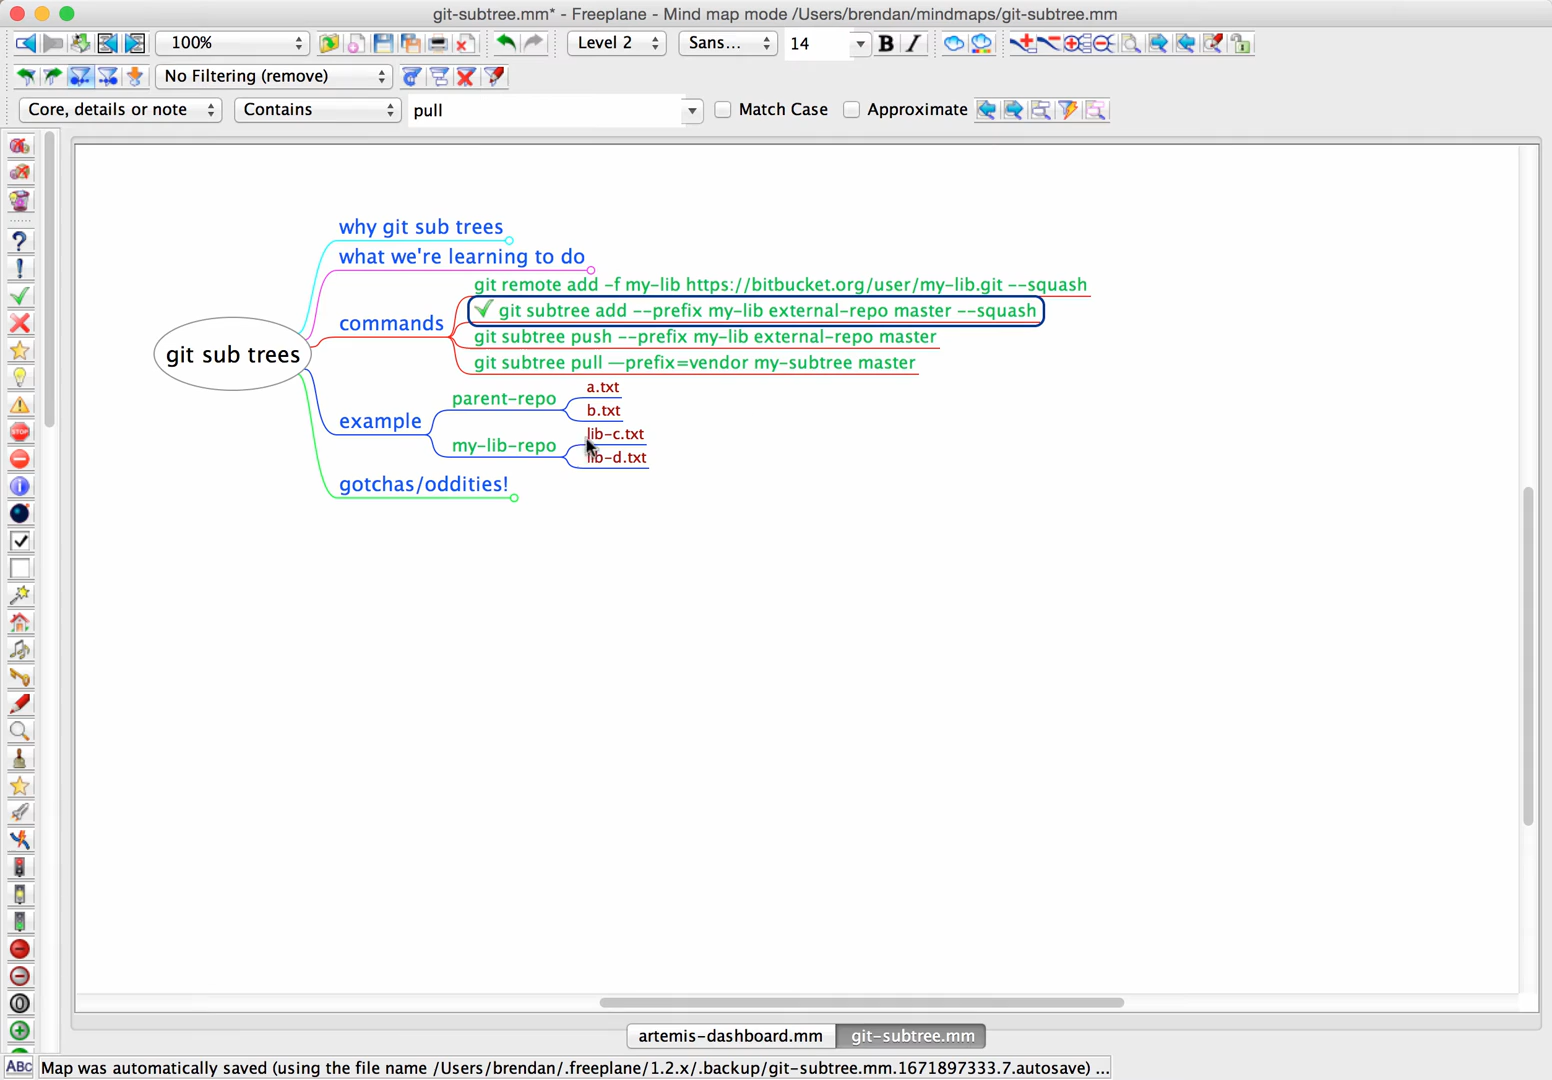 git-subtree.mm* - Freeplane - Mind map mode /Users/brendan/mindmaps/git-subtree.mm
100%
Level 2
Sans...
14
B
I
No Filtering (remove)
Core, details or note
Contains
pull
Match Case
Approximate
why git sub trees
what we're learning to do
git remote add -f my-lib https://bitbucket.org/user/my-lib.git --squash
git subtree add --prefix my-lib external-repo master --squash
commands
git subtree push --prefix my-lib external-repo master
git sub trees
git subtree pull —prefix=vendor my-subtree master
a.txt
parent-repo
b.txt
example
lib-c.txt
my-lib-repo
lib-d.txt
gotchas/oddities!
STOP
artemis-dashboard.mm
git-subtree.mm
ABC
Map was automatically saved (using the file name /Users/brendan/.freeplane/1.2.x/.backup/git-subtree.mm.1671897333.7.autosave) ...